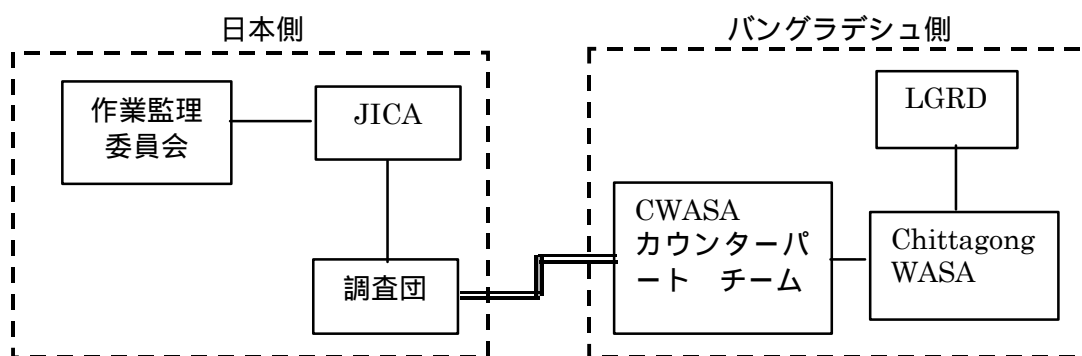 日本側
作業監理
委員会
JICA
調査団
バングラデシュ側
LGRD
CWASA
カウンターパ
ート　チーム
Chittagong
WASA